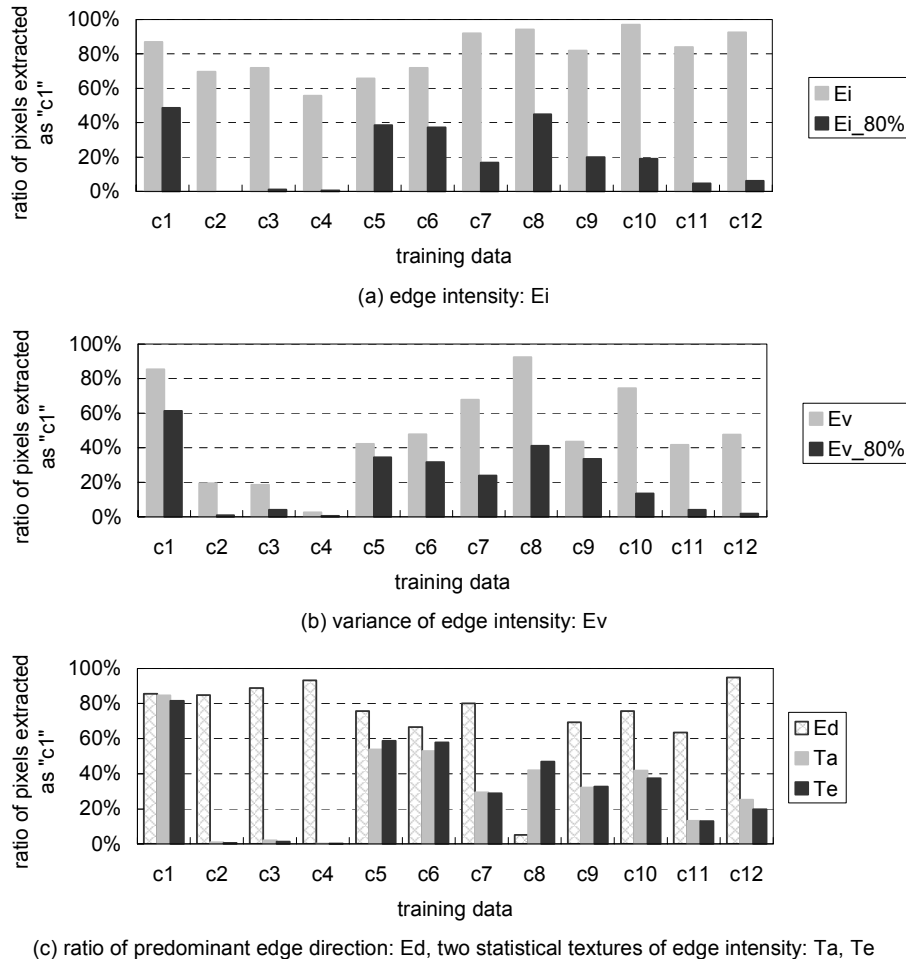 100%
80%
60%
40%
20%
0%
ratio of pixels extracted
as "c1"
c1 c2 c3 c4 c5 c6 c7 c8 c9 c10 c11 c12
training data
Ei
Ei_80%
(a) edge intensity: Ei
100%
80%
60%
40%
20%
0%
ratio of pixels extracted
as "c1"
c1 c2 c3 c4 c5 c6 c7 c8 c9 c10 c11 c12
training data
Ev
Ev_80%
(b) variance of edge intensity: Ev
100%
80%
60%
40%
20%
0%
ratio of pixels extracted
as "c1"
c1 c2 c3 c4 c5 c6 c7 c8 c9 c10 c11 c12
training data
Ed
Ta
Te
(c) ratio of predominant edge direction: Ed, two statistical textures of edge intensity: Ta, Te